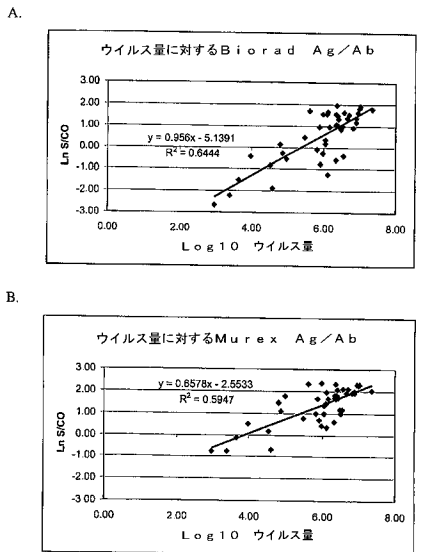 A.
ウイルス量に対するBiorad Ag/Ab
3.00
2.00
1.00
0.00
-1.00
-2.00
-3.00
Ln S/CO
y = 0.956x - 5.1391
R² = 0.6444
0.00 2.00 4.00 6.00 8.00
Log10 ウイルス量
B.
ウイルス量に対するMurex Ag/Ab
3.00
2.00
1.00
0.00
-1.00
-2.00
-3.00
Ln S/CO
y = 0.6578x - 2.5533
R² = 0.5947
0.00 2.00 4.00 6.00 8.00
Log10 ウイルス量